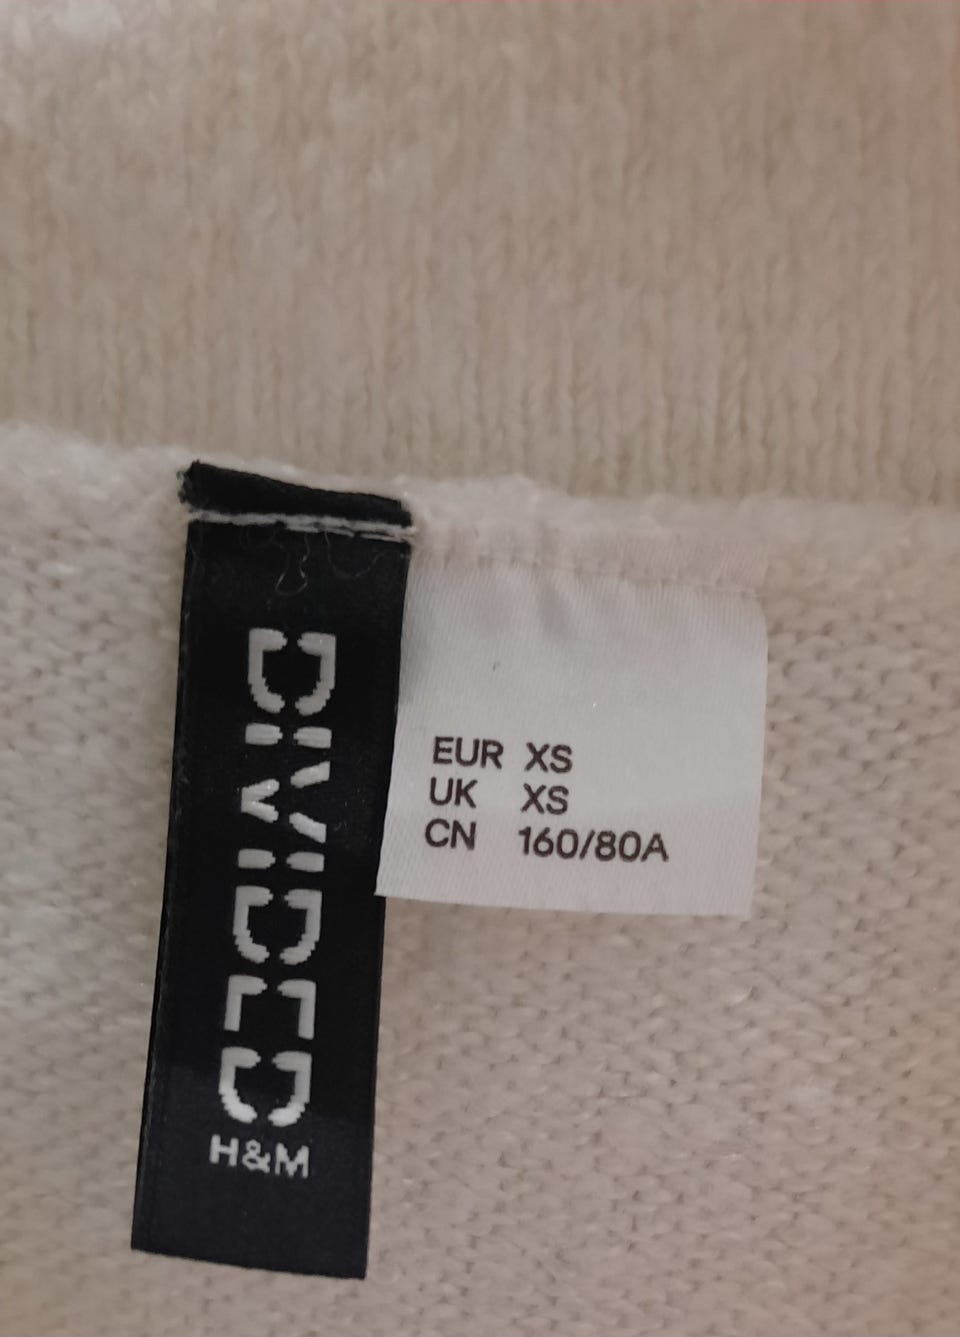 DIVIDED
H&M
EUR XS
UK XS
CN 160/80A